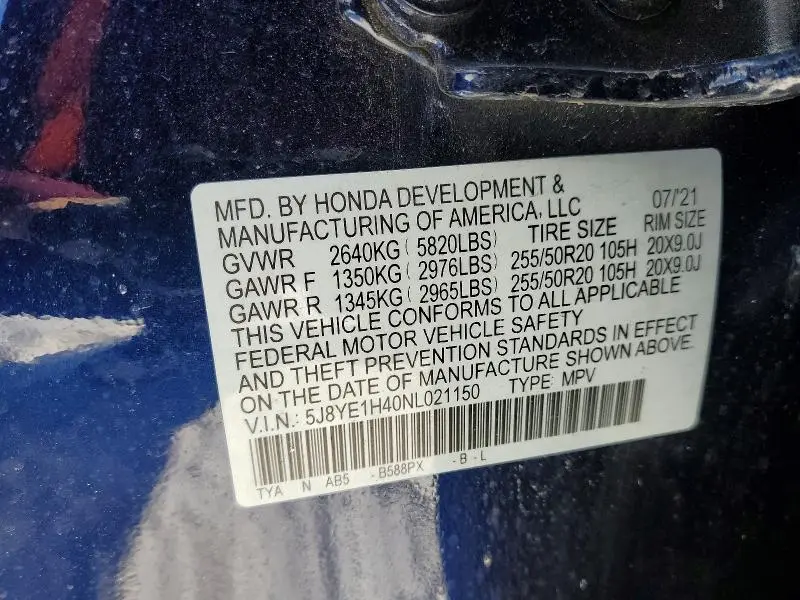 MFD. BY HONDA DEVELOPMENT & 07/'21
MANUFACTURING OF AMERICA, LLC
TIRE SIZE RIM SIZE
GVWR 2640KG ( 5820LBS)
GAWR F 1350KG ( 2976LBS) 255/50R20 105H 20X9.0J
GAWR R 1345KG ( 2965LBS) 255/50R20 105H 20X9.0J
THIS VEHICLE CONFORMS TO ALL APPLICABLE
FEDERAL MOTOR VEHICLE SAFETY
AND THEFT PREVENTION STANDARDS IN EFFECT
ON THE DATE OF MANUFACTURE SHOWN ABOVE.
V.I.N.: 5J8YE1H40NL021150 TYPE: MPV
TYA N AB5 -B588PX -B-L